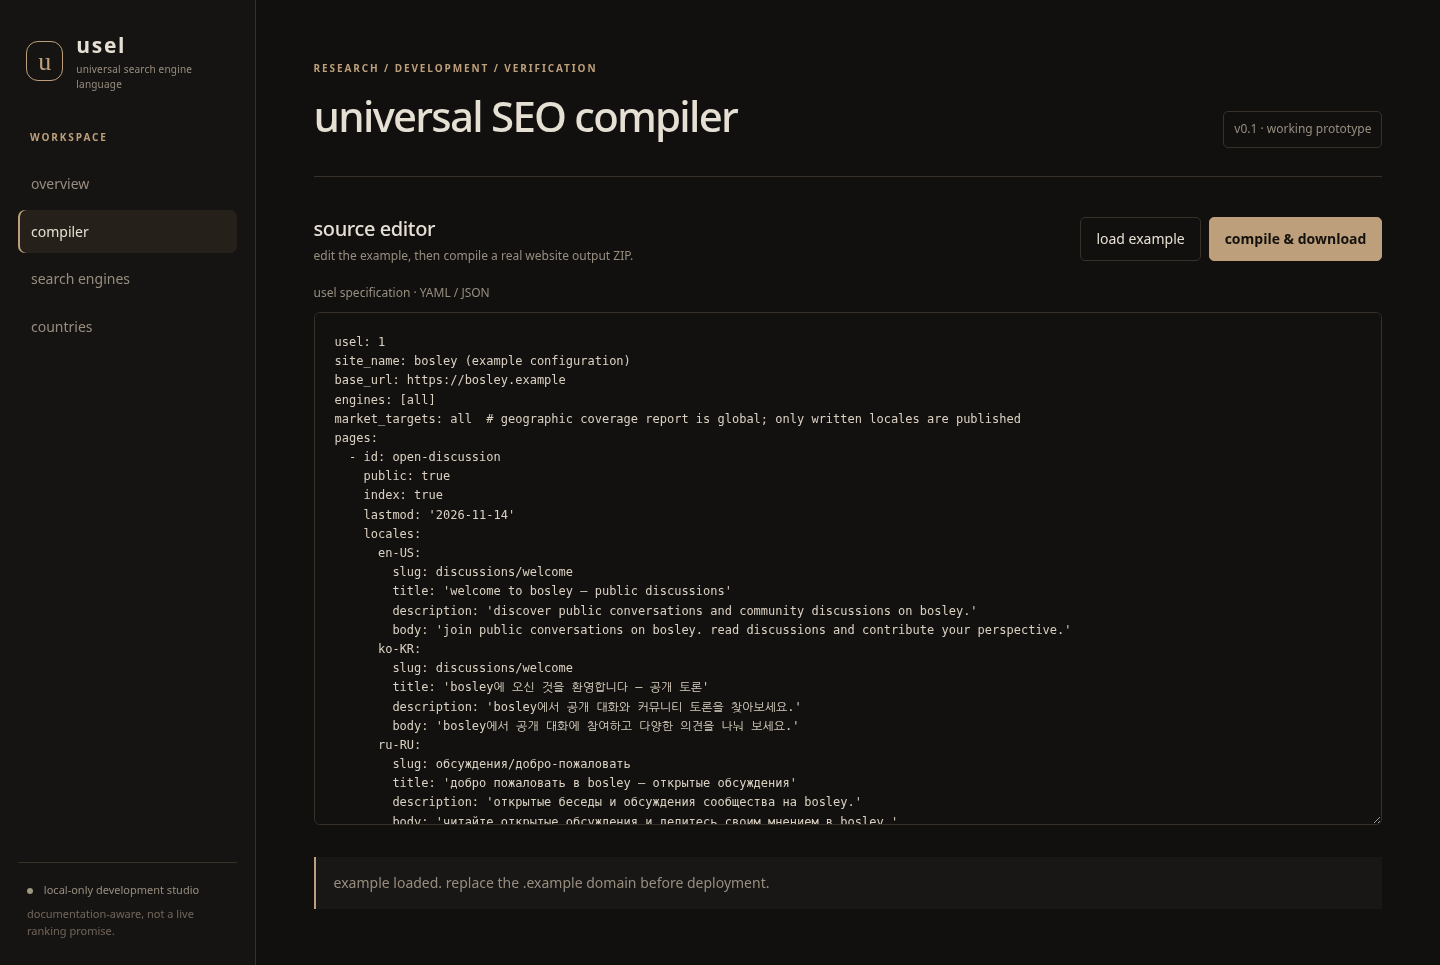 u
usel
universal search engine
language
WORKSPACE
overview
compiler
search engines
countries
local-only development studio
documentation-aware, not a live
ranking promise.
RESEARCH / DEVELOPMENT / VERIFICATION
universal SEO compiler
v0.1 · working prototype
source editor
edit the example, then compile a real website output ZIP.
load example
compile & download
usel specification · YAML / JSON
usel: 1
site_name: bosley (example configuration)
base_url: https://bosley.example
engines: [all]
market_targets: all  # geographic coverage report is global; only written locales are published
pages:
  - id: open-discussion
    public: true
    index: true
    lastmod: '2026-11-14'
    locales:
      en-US:
        slug: discussions/welcome
        title: 'welcome to bosley — public discussions'
        description: 'discover public conversations and community discussions on bosley.'
        body: 'join public conversations on bosley. read discussions and contribute your perspective.'
      ko-KR:
        slug: discussions/welcome
        title: 'bosley에 오신 것을 환영합니다 — 공개 토론'
        description: 'bosley에서 공개 대화와 커뮤니티 토론을 찾아보세요.'
        body: 'bosley에서 공개 대화에 참여하고 다양한 의견을 나눠 보세요.'
      ru-RU:
        slug: обсуждения/добро-пожаловать
        title: 'добро пожаловать в bosley — открытые обсуждения'
        description: 'открытые беседы и обсуждения сообщества на bosley.'
        body: 'читайте открытые обсуждения и делитесь своим мнением в bosley.'
example loaded. replace the .example domain before deployment.